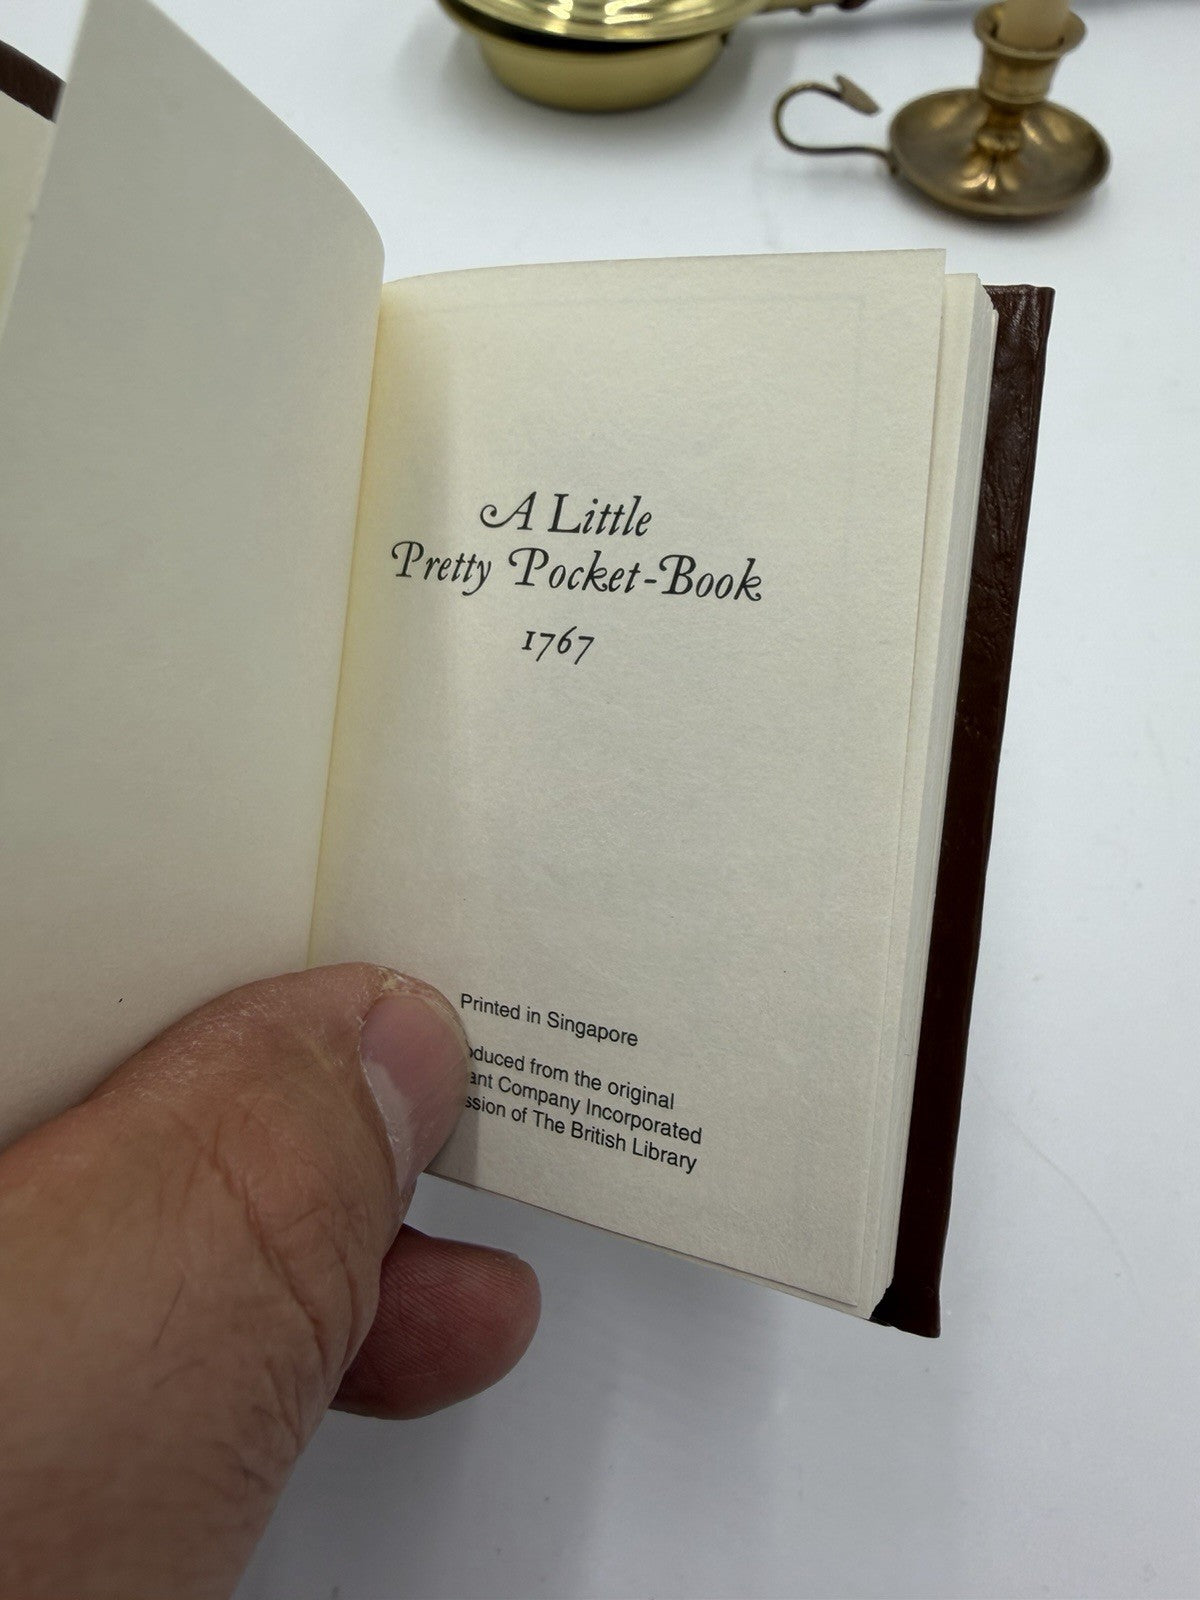 A Little
Pretty Pocket-Book
1767
Printed in Singapore
oduced from the original
ant Company Incorporated
ssion of The British Library